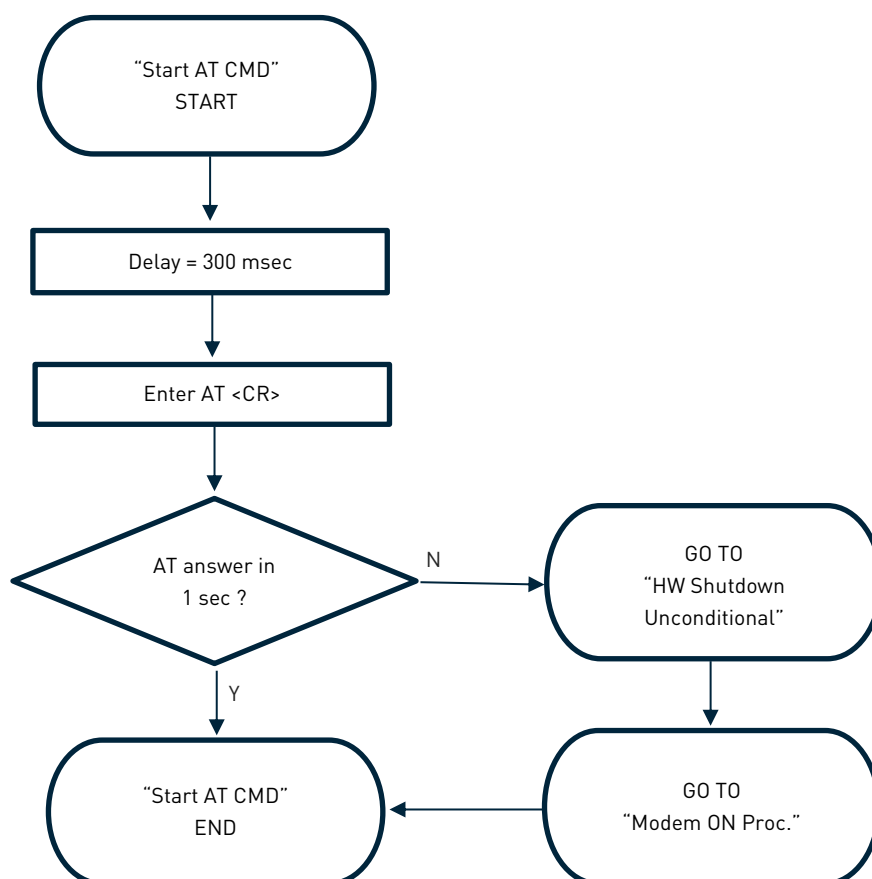 “Start AT CMD”
START
Delay = 300 msec
Enter AT <CR>
AT answer in
1 sec ?
N
GO TO
“HW Shutdown
Unconditional”
Y
“Start AT CMD”
END
GO TO
“Modem ON Proc.”